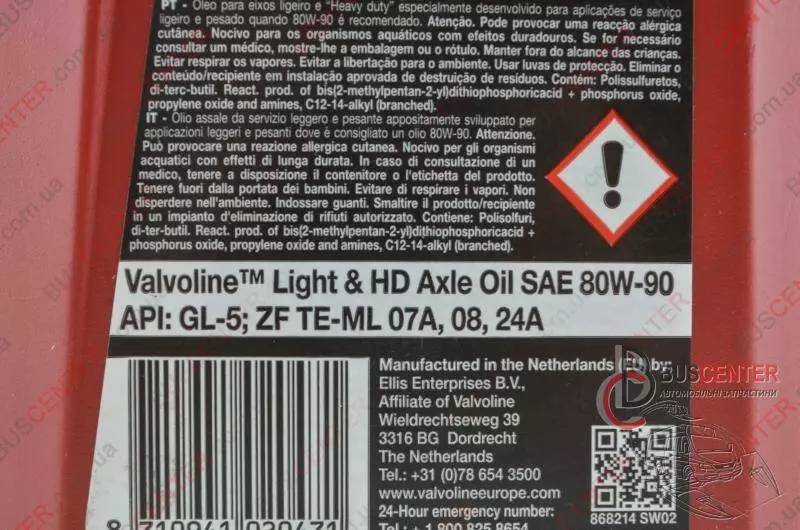 PT - Óleo para eixos ligeiro e "Heavy duty" especialmente desenvolvido para aplicações de serviço
ligeiro e pesado quando 80W-90 é recomendado. Atenção. Pode provocar uma reacção alérgica
cutânea. Nocivo para os organismos aquáticos com efeitos duradouros. Se for necessário
consultar um médico, mostre-lhe a embalagem ou o rótulo. Manter fora do alcance das crianças.
Evitar respirar os vapores. Evitar a libertação para o ambiente. Usar luvas de protecção. Eliminar o
conteúdo/recipiente em instalação aprovada de destruição de resíduos. Contém: Polissulfuretos,
di-terc-butil. React. prod. of bis(2-methylpentan-2-yl)dithiophosphoricacid + phosphorus oxide,
propylene oxide and amines, C12-14-alkyl (branched).
IT - Olio assale da servizio leggero e pesante appositamente sviluppato per
applicazioni leggeri e pesanti dove è consigliato un olio 80W-90. Attenzione.
Può provocare una reazione allergica cutanea. Nocivo per gli organismi
acquatici con effetti di lunga durata. In caso di consultazione di un
medico, tenere a disposizione il contenitore o l'etichetta del prodotto.
Tenere fuori dalla portata dei bambini. Evitare di respirare i vapori. Non
disperdere nell'ambiente. Indossare guanti. Smaltire il prodotto/recipiente
in un impianto d'eliminazione di rifiuti autorizzato. Contiene: Polisolfuri,
di-ter-butil. React. prod. of bis(2-methylpentan-2-yl)dithiophosphoricacid +
phosphorus oxide, propylene oxide and amines, C12-14-alkyl (branched).
Valvoline™ Light & HD Axle Oil SAE 80W-90
API: GL-5; ZF TE-ML 07A, 08, 24A
Manufactured in the Netherlands (EU) by:
Ellis Enterprises B.V.,
Affiliate of Valvoline
Wieldrechtseweg 39
3316 BG Dordrecht
The Netherlands
Tel.: +31 (0)78 654 3500
www.valvolineeurope.com
24-Hour emergency number:
Tel.: +1 800 825 8654
868214 SW02
BUSCENTER
АВТОМОБІЛЬНІ ЗАПЧАСТИНИ